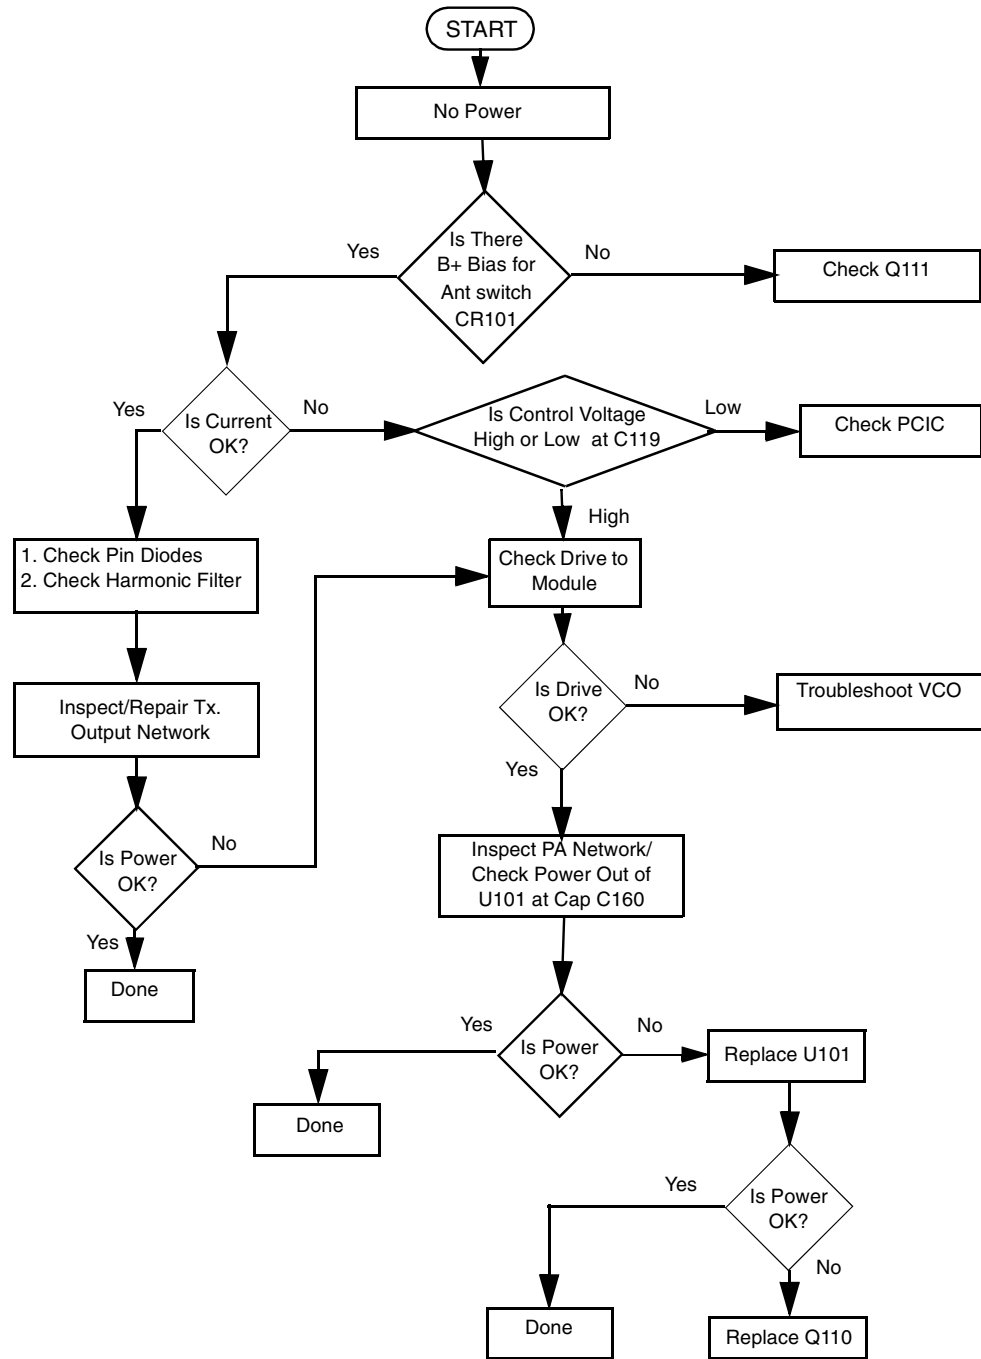 START
No Power
Is There
B+ Bias for
Ant switch
CR101
Yes
No
Check Q111
Is Current
OK?
Yes
No
Is Control Voltage
High or Low at C119
Low
Check PCIC
High
1. Check Pin Diodes
2. Check Harmonic Filter
Check Drive to
Module
Inspect/Repair Tx.
Output Network
Is Drive
OK?
No
Troubleshoot VCO
Yes
Is Power
OK?
No
Yes
Done
Inspect PA Network/
Check Power Out of
U101 at Cap C160
Is Power
OK?
Yes
No
Replace U101
Done
Is Power
OK?
Yes
No
Done
Replace Q110